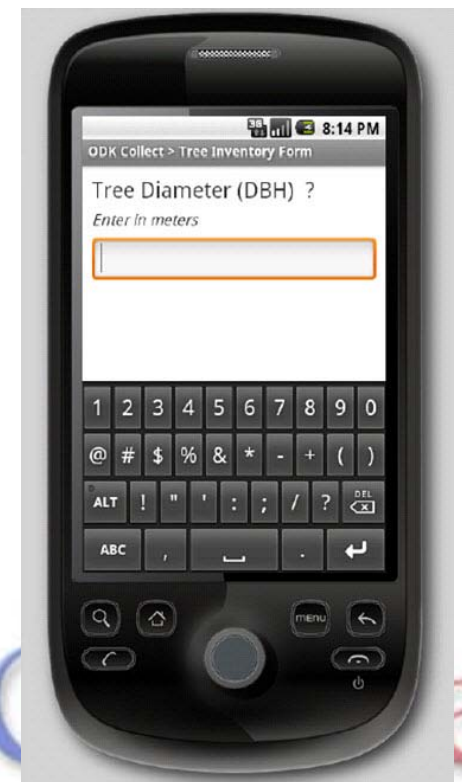 3G 8:14 PM
ODK Collect > Tree Inventory Form
Tree Diameter (DBH) ?
Enter in meters
1 2 3 4 5 6 7 8 9 0
@ # $ % & * - + ( )
ALT ! " ' : ; / ? DEL
ABC , .
MENU